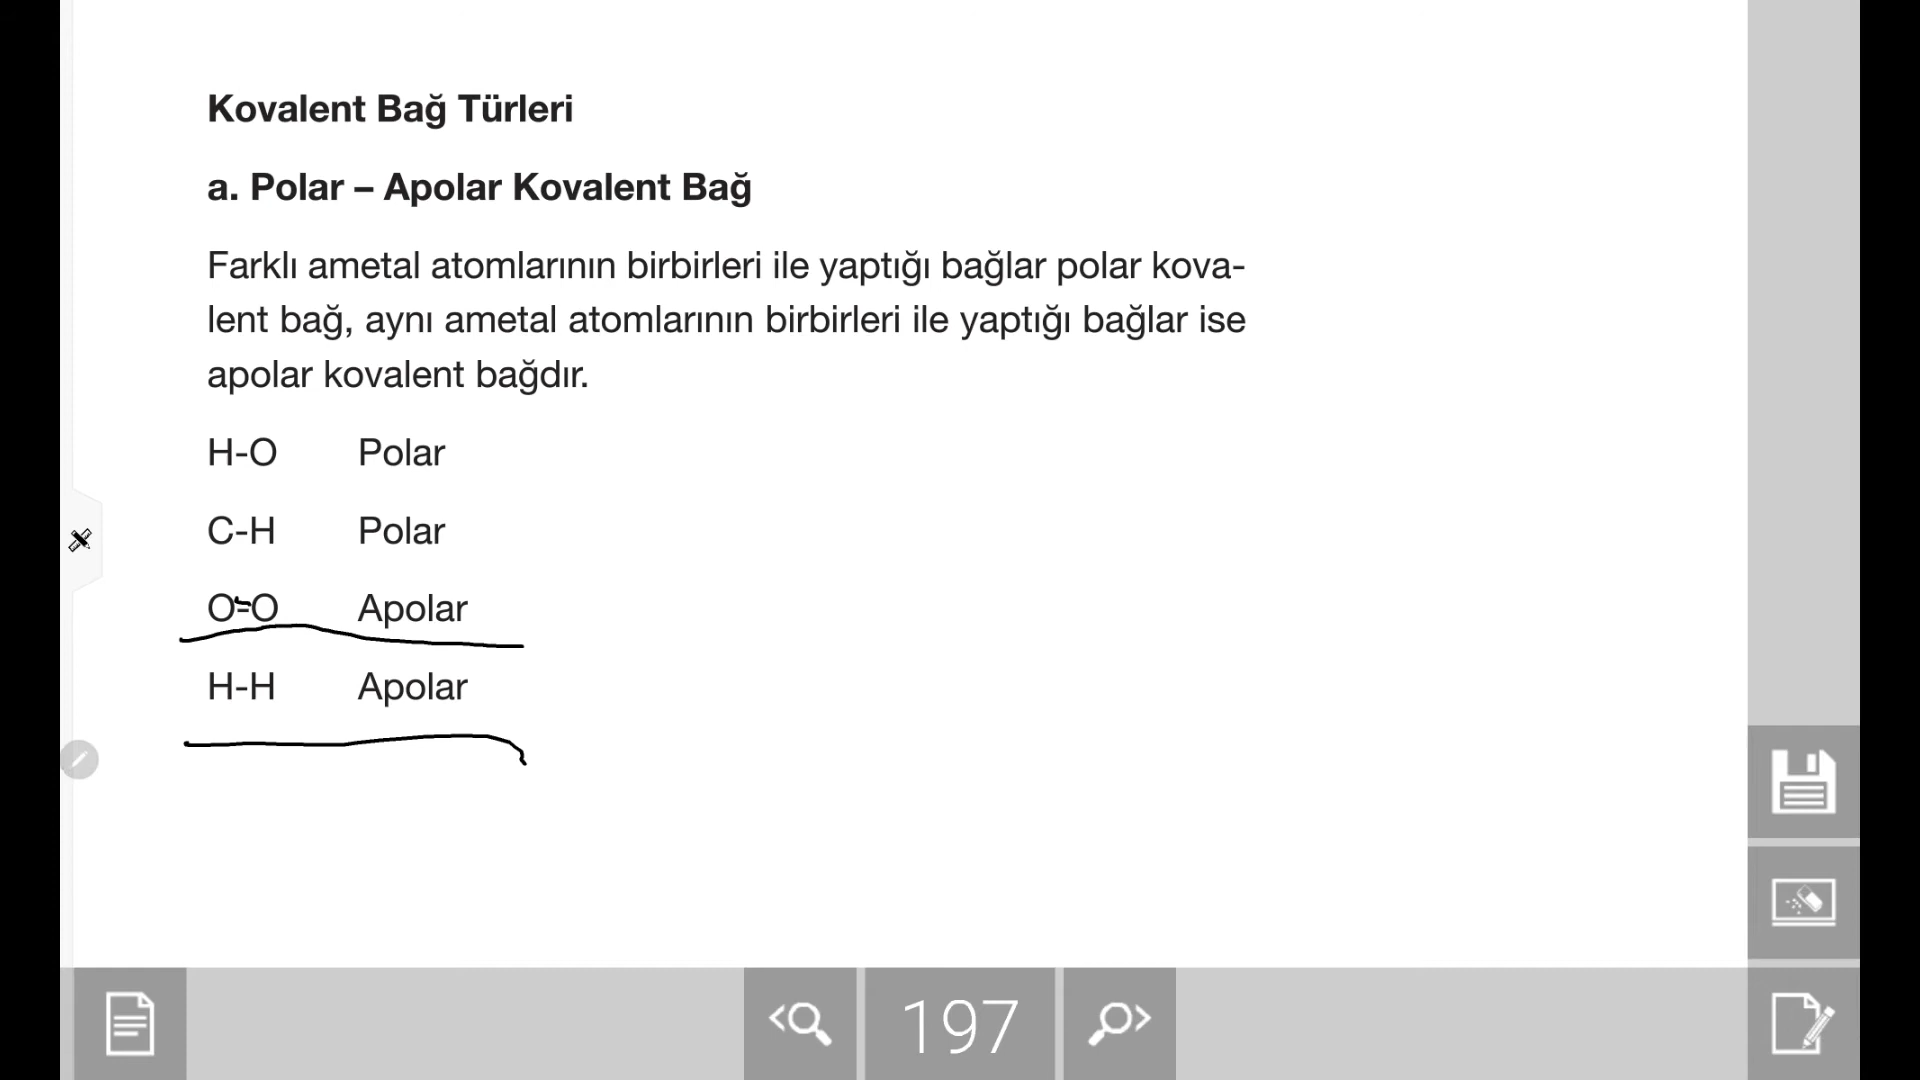 Kovalent Bağ Türleri
a. Polar – Apolar Kovalent Bağ
Farklı ametal atomlarının birbirleri ile yaptığı bağlar polar kova-
lent bağ, aynı ametal atomlarının birbirleri ile yaptığı bağlar ise
apolar kovalent bağdır.
H-O Polar
C-H Polar
O=O Apolar
H-H Apolar
197